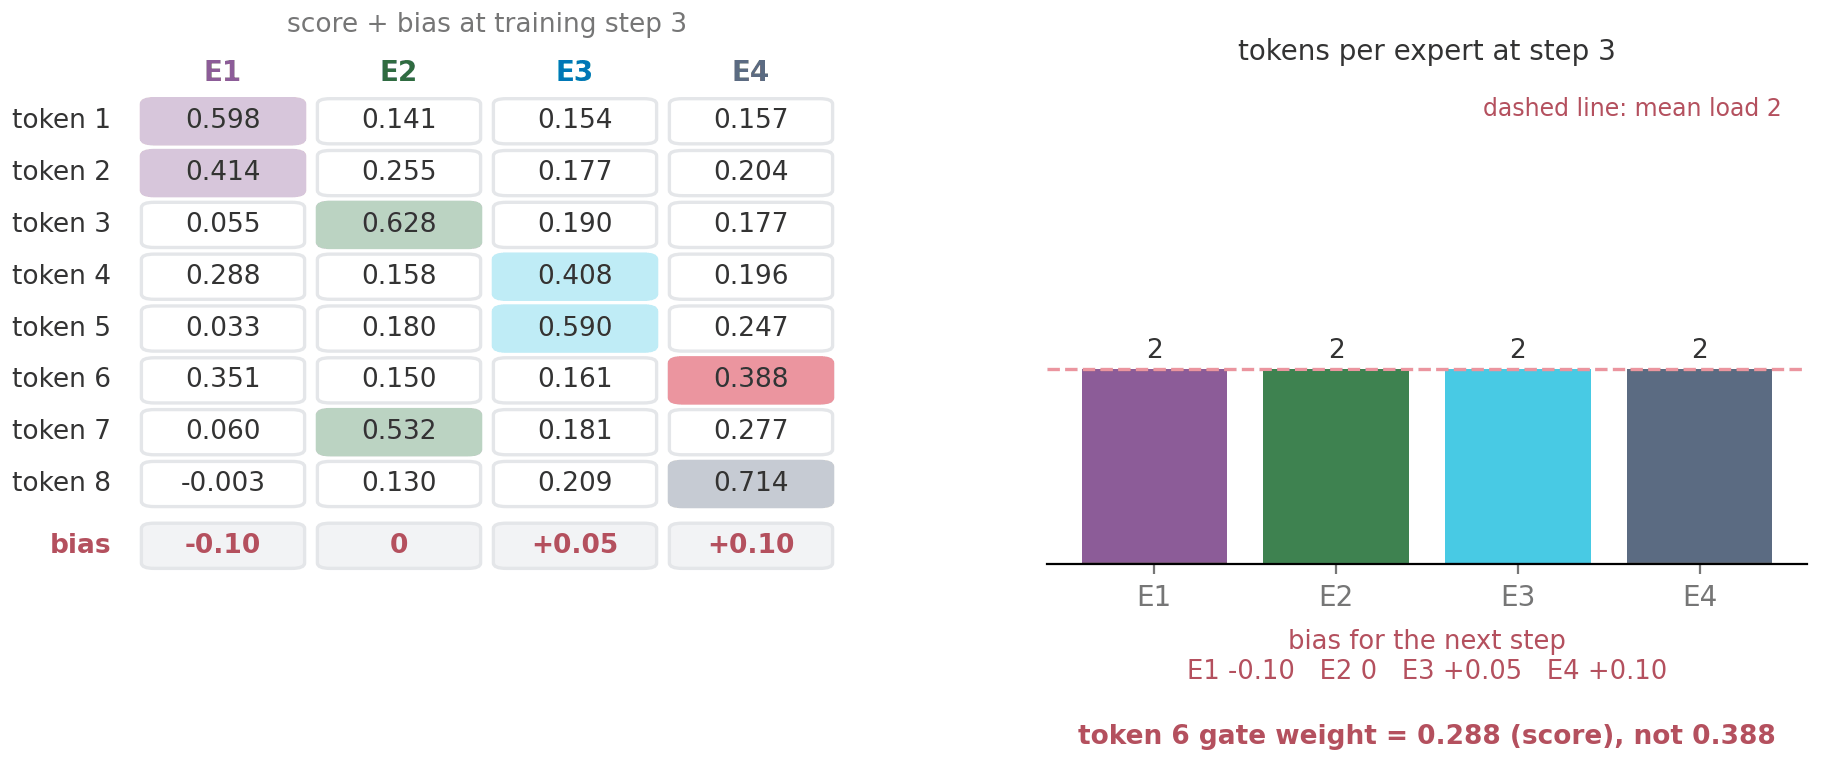 score + bias at training step 3
E1 E2 E3 E4
token 1 0.598 0.141 0.154 0.157
token 2 0.414 0.255 0.177 0.204
token 3 0.055 0.628 0.190 0.177
token 4 0.288 0.158 0.408 0.196
token 5 0.033 0.180 0.590 0.247
token 6 0.351 0.150 0.161 0.388
token 7 0.060 0.532 0.181 0.277
token 8 -0.003 0.130 0.209 0.714
bias -0.10 0 +0.05 +0.10
tokens per expert at step 3
dashed line: mean load 2
2 2 2 2
E1 E2 E3 E4
bias for the next step
E1 -0.10 E2 0 E3 +0.05 E4 +0.10
token 6 gate weight = 0.288 (score), not 0.388